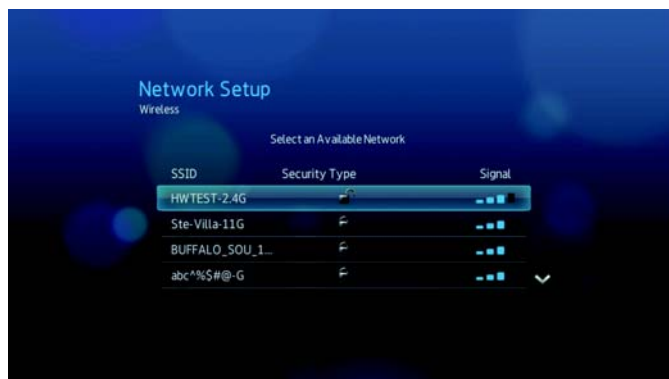 Network Setup
Wireless
Select an Available Network
SSID Security Type Signal
HWTEST-2.4G
Ste-Villa-11G
BUFFALO_SOU_1...
abc^%$#@-G